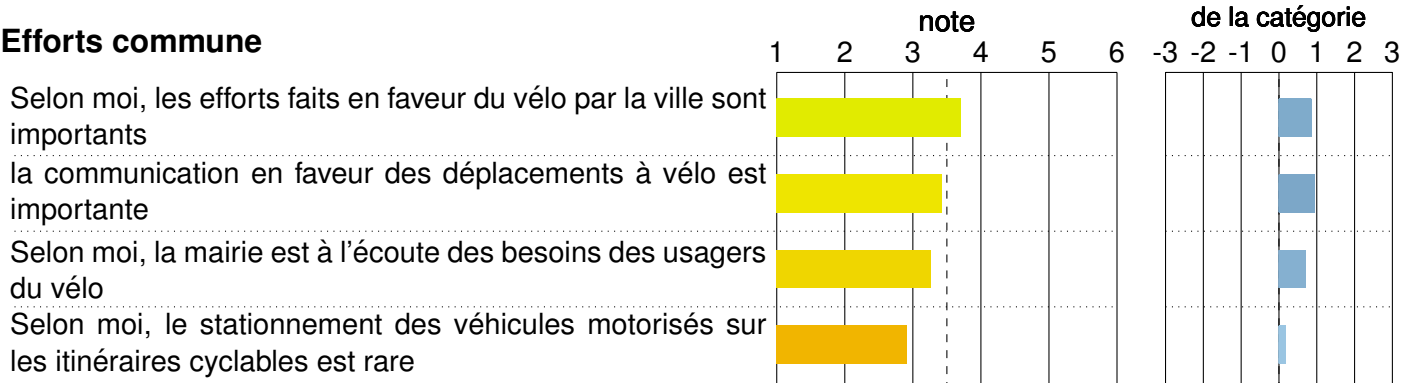 note
de la catégorie
Efforts commune
1 2 3 4 5 6
-3 -2 -1 0 1 2 3
Selon moi, les efforts faits en faveur du vélo par la ville sont
importants
la communication en faveur des déplacements à vélo est
importante
Selon moi, la mairie est à l'écoute des besoins des usagers
du vélo
Selon moi, le stationnement des véhicules motorisés sur
les itinéraires cyclables est rare